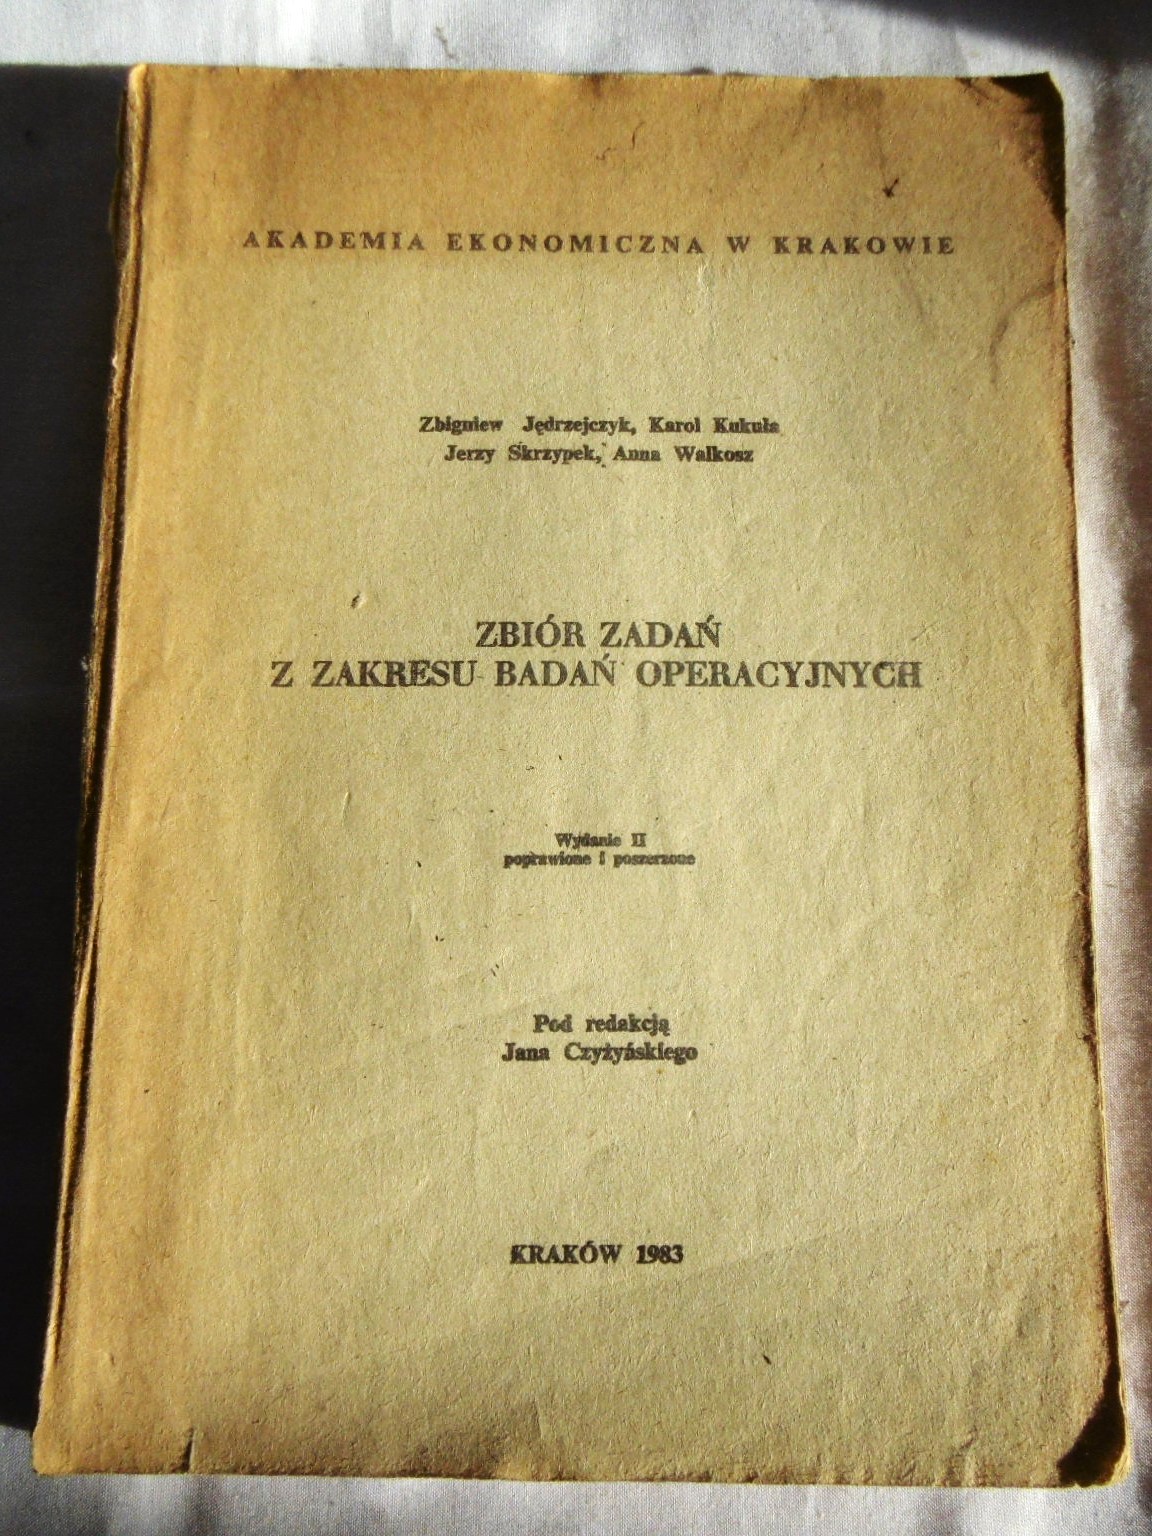 AKADEMIA EKONOMICZNA W KRAKOWIE
Zbigniew Jędrzejczyk, Karol Kukuła
Jerzy Skrzypek, Anna Walkosz
ZBIÓR ZADAŃ
Z ZAKRESU BADAŃ OPERACYJNYCH
Wydanie II
poprawione i poszerzone
Pod redakcją
Jana Czyżyńskiego
KRAKÓW 1983